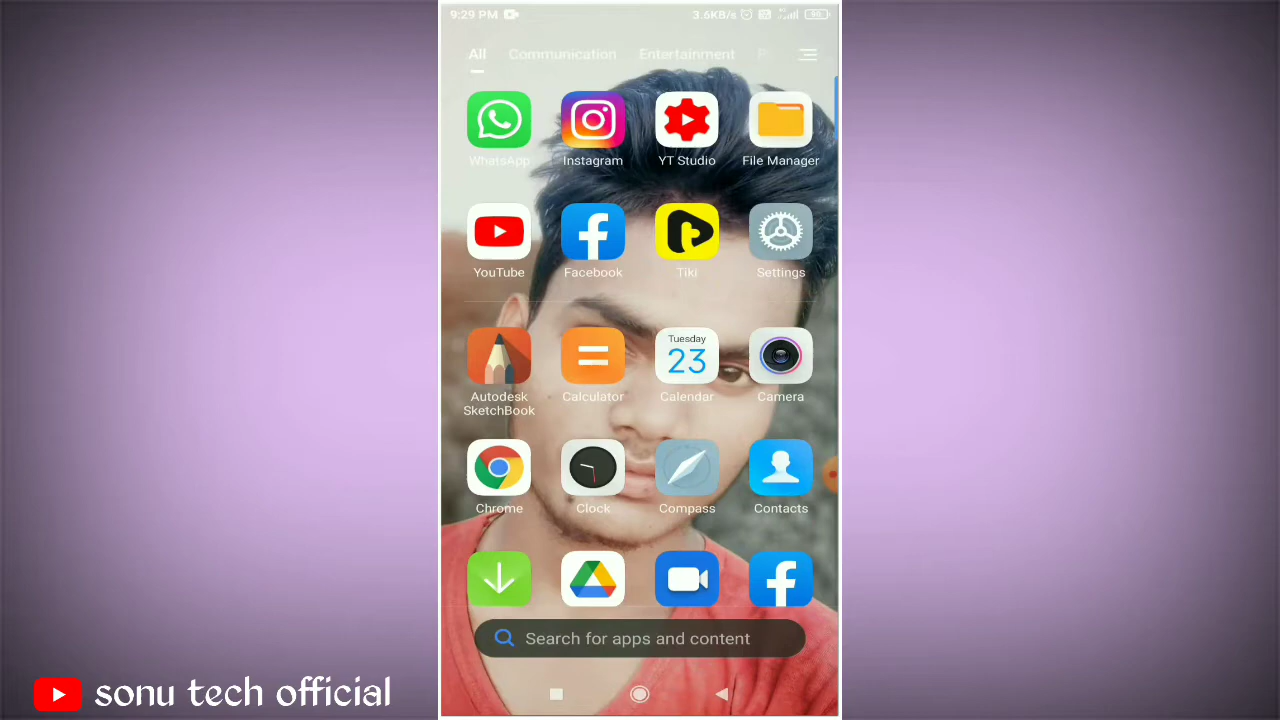 9:29 PM 3.6KB/s
All Communication Entertainment
WhatsApp Instagram YT Studio File Manager
YouTube Facebook Tiki Settings
Tuesday
23
Autodesk SketchBook Calculator Calendar Camera
Chrome Clock Compass Contacts
Search for apps and content
sonu tech official